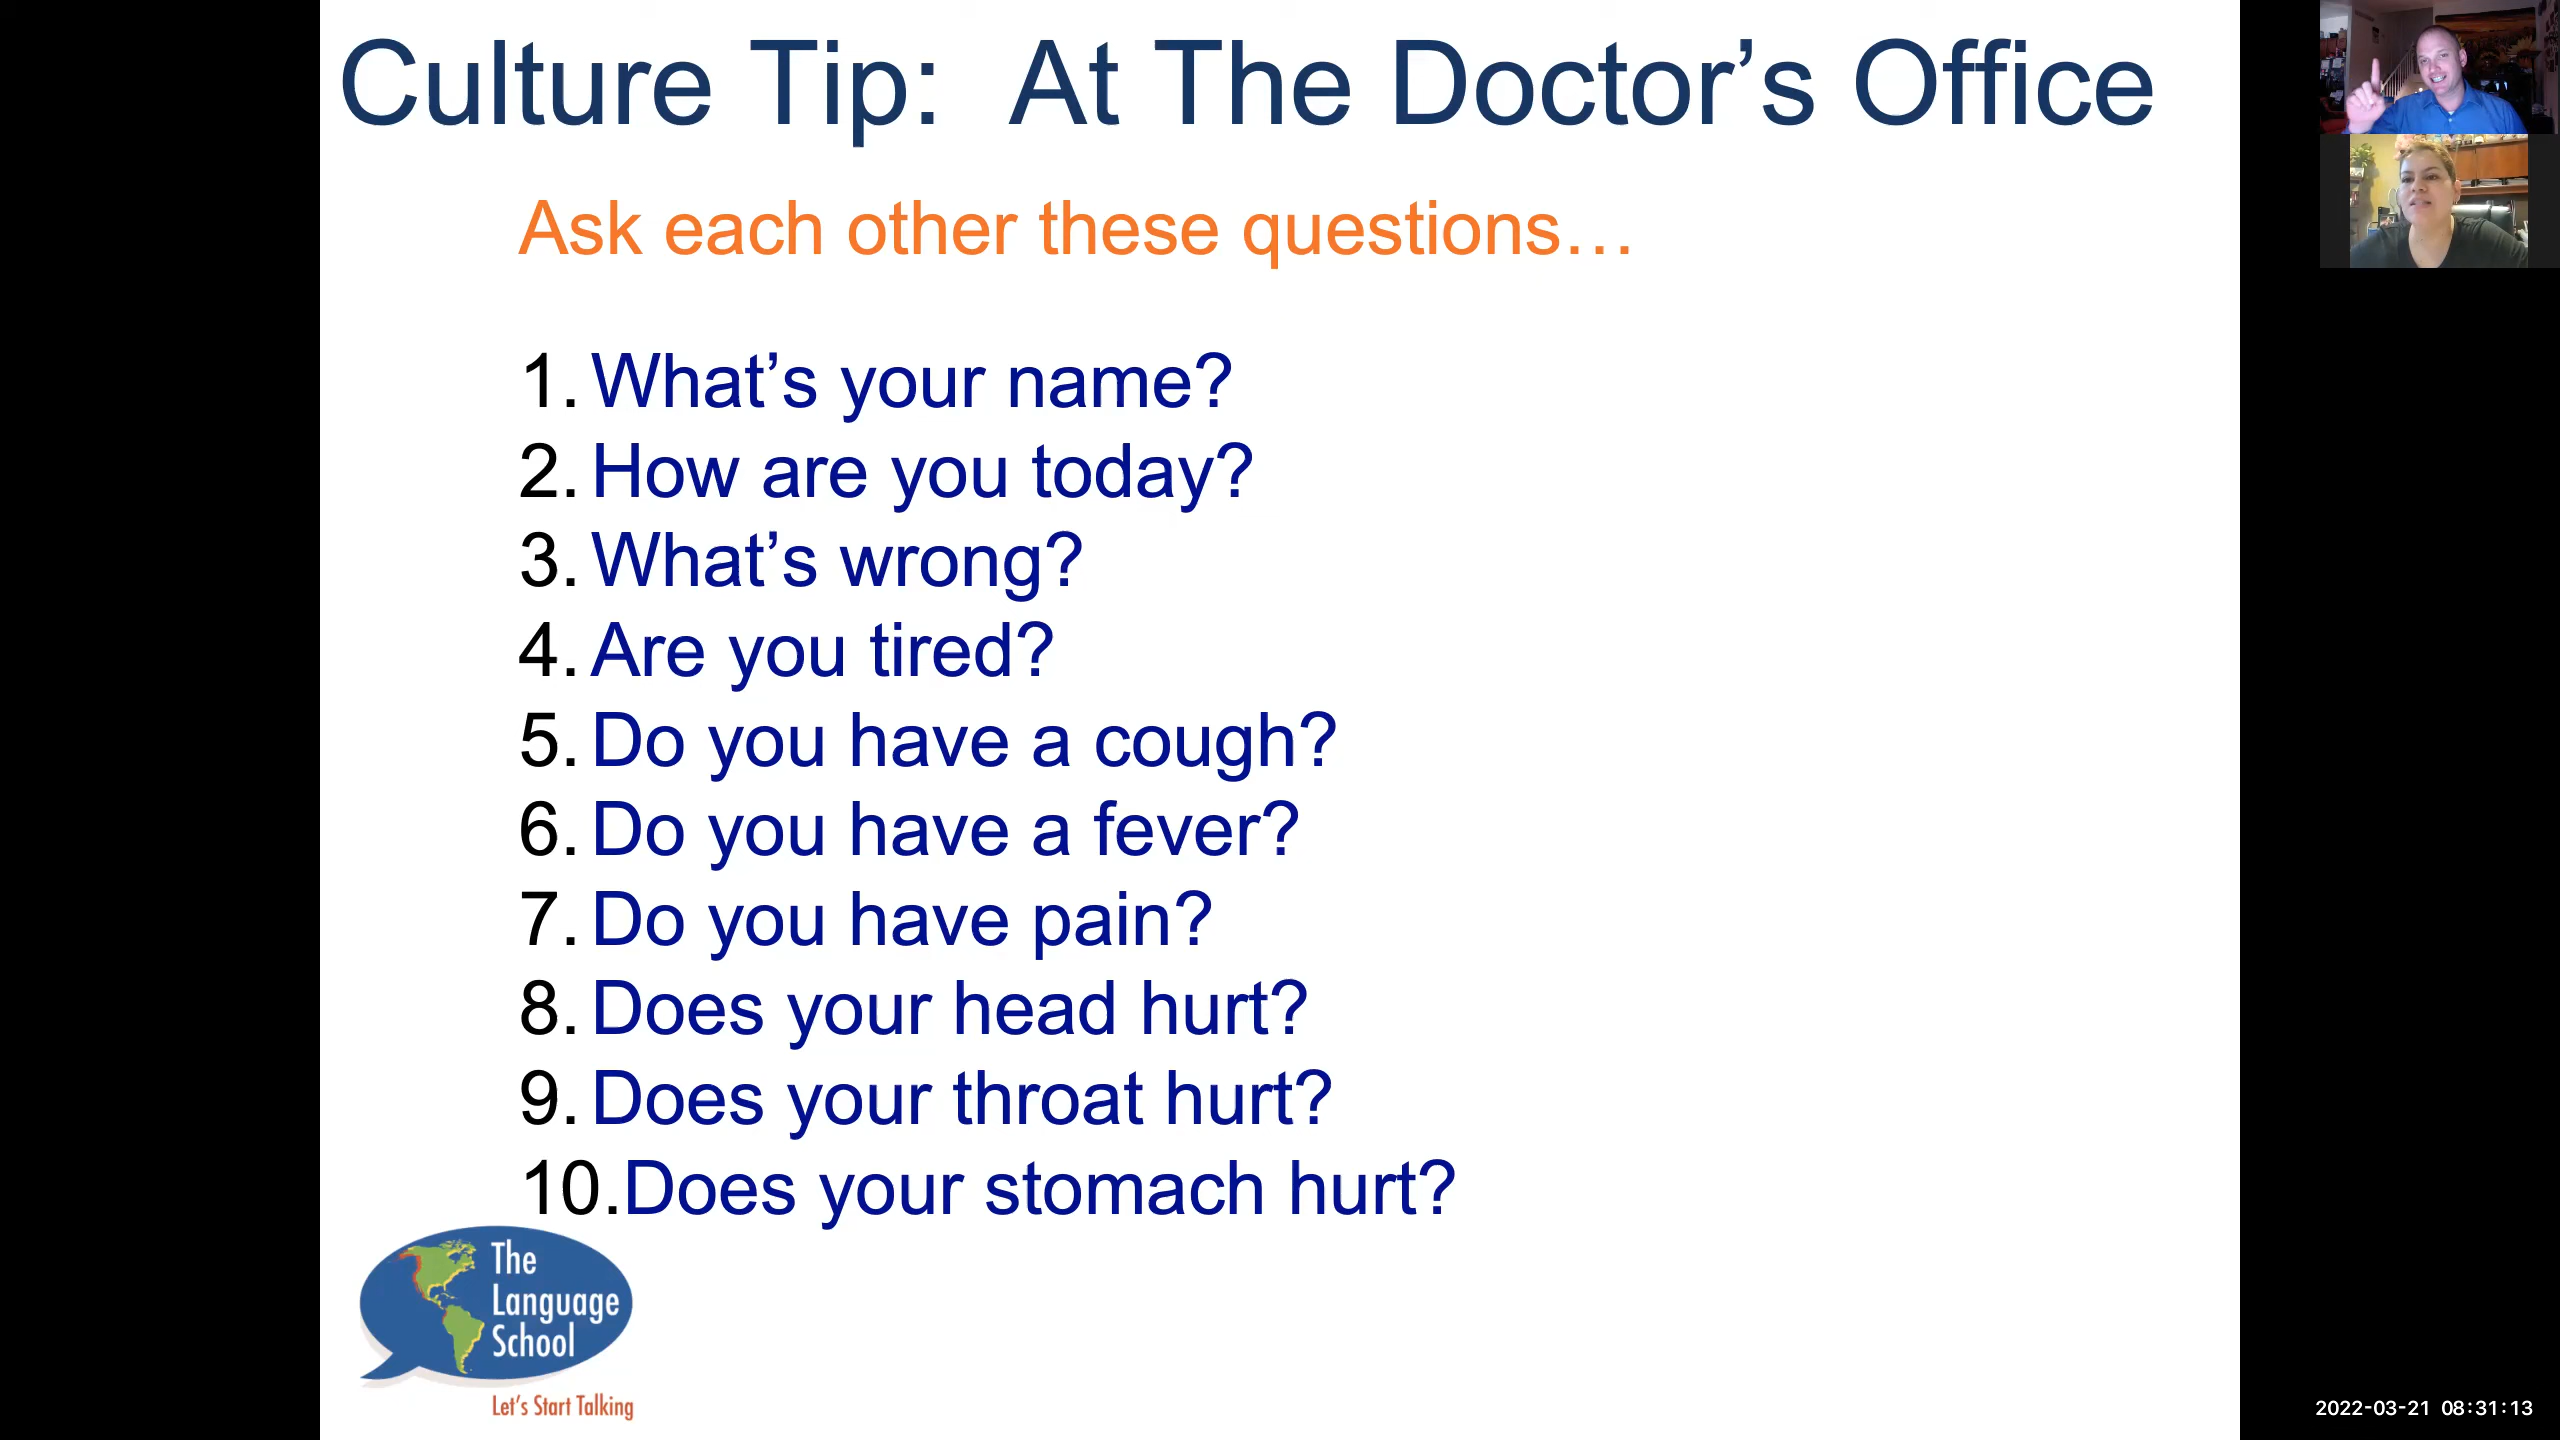 Culture Tip:  At The Doctor’s Office
Ask each other these questions…
1. What’s your name?
2. How are you today?
3. What’s wrong?
4. Are you tired?
5. Do you have a cough?
6. Do you have a fever?
7. Do you have pain?
8. Does your head hurt?
9. Does your throat hurt?
10. Does your stomach hurt?
The
Language
School
Let’s Start Talking
2022-03-21 08:31:13